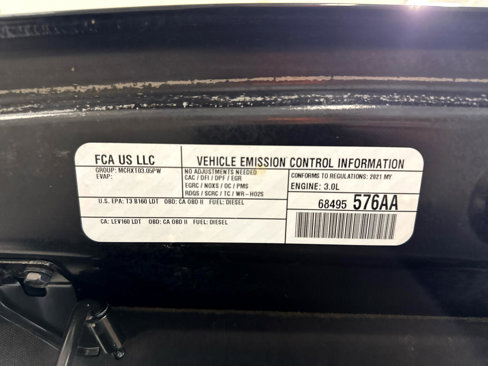 FCA US LLC
VEHICLE EMISSION CONTROL INFORMATION
GROUP: MCRXT03.05PW
EVAP:
NO ADJUSTMENTS NEEDED
CAC / DFI / DPF / EGR
EGRC / NOXS / OC / PMS
RDQS / SCRC / TC / WR-HO2S
CONFORMS TO REGULATIONS: 2021 MY
ENGINE: 3.0L
68495 576AA
U.S. EPA: T3 B160 LDT OBD: CA OBD II FUEL: DIESEL
CA: LEV160 LDT OBD: CA OBD II FUEL: DIESEL